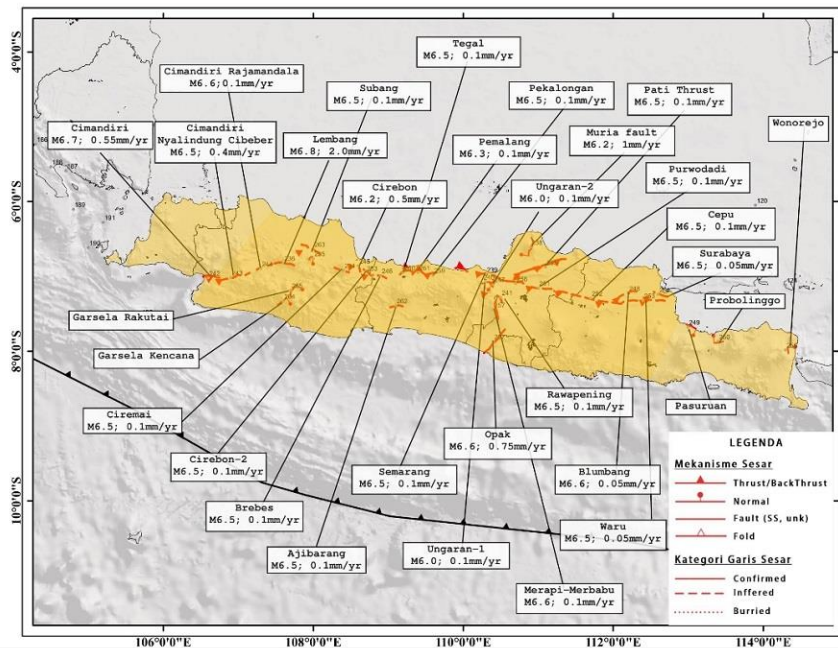 4°0'0"S
6°0'0"S
8°0'0"S
10°0'0"S
Tegal
M6.5; 0.1mm/yr
Cimandiri Rajamandala
M6.6;0.1mm/yr
Subang
M6.5; 0.1mm/yr
Pekalongan
M6.5; 0.1mm/yr
Pati Thrust
M6.5; 0.1mm/yr
Wonorejo
Cimandiri
M6.7; 0.55mm/yr
Cimandiri
Nyalindung Cibeber
M6.5; 0.4mm/yr
Lembang
M6.8; 2.0mm/yr
Pemalang
M6.3; 0.1mm/yr
Muria fault
M6.2; 1mm/yr
Cirebon
M6.2; 0.5mm/yr
Ungaran-2
M6.0; 0.1mm/yr
Purwodadi
M6.5; 0.1mm/yr
Cepu
M6.5; 0.1mm/yr
Surabaya
M6.5; 0.05mm/yr
Probolinggo
Garsela Rakutai
Garsela Kencana
Ciremai
M6.5; 0.1mm/yr
Cirebon-2
M6.5; 0.1mm/yr
Brebes
M6.5; 0.1mm/yr
Ajibarang
M6.5; 0.1mm/yr
Semarang
M6.5; 0.1mm/yr
Ungaran-1
M6.0; 0.1mm/yr
Opak
M6.6; 0.75mm/yr
Rawapening
M6.5; 0.1mm/yr
Merapi-Merbabu
M6.6; 0.1mm/yr
Blumbang
M6.6; 0.05mm/yr
Waru
M6.5; 0.05mm/yr
Pasuruan
189
191
120
263
262
241
249
LEGENDA
Mekanisme Sesar
Thrust/BackThrust
Normal
Fault (SS, unk)
Fold
Kategori Garis Sesar
Confirmed
Inffered
Burried
106°0'0"E
108°0'0"E
110°0'0"E
112°0'0"E
114°0'0"E